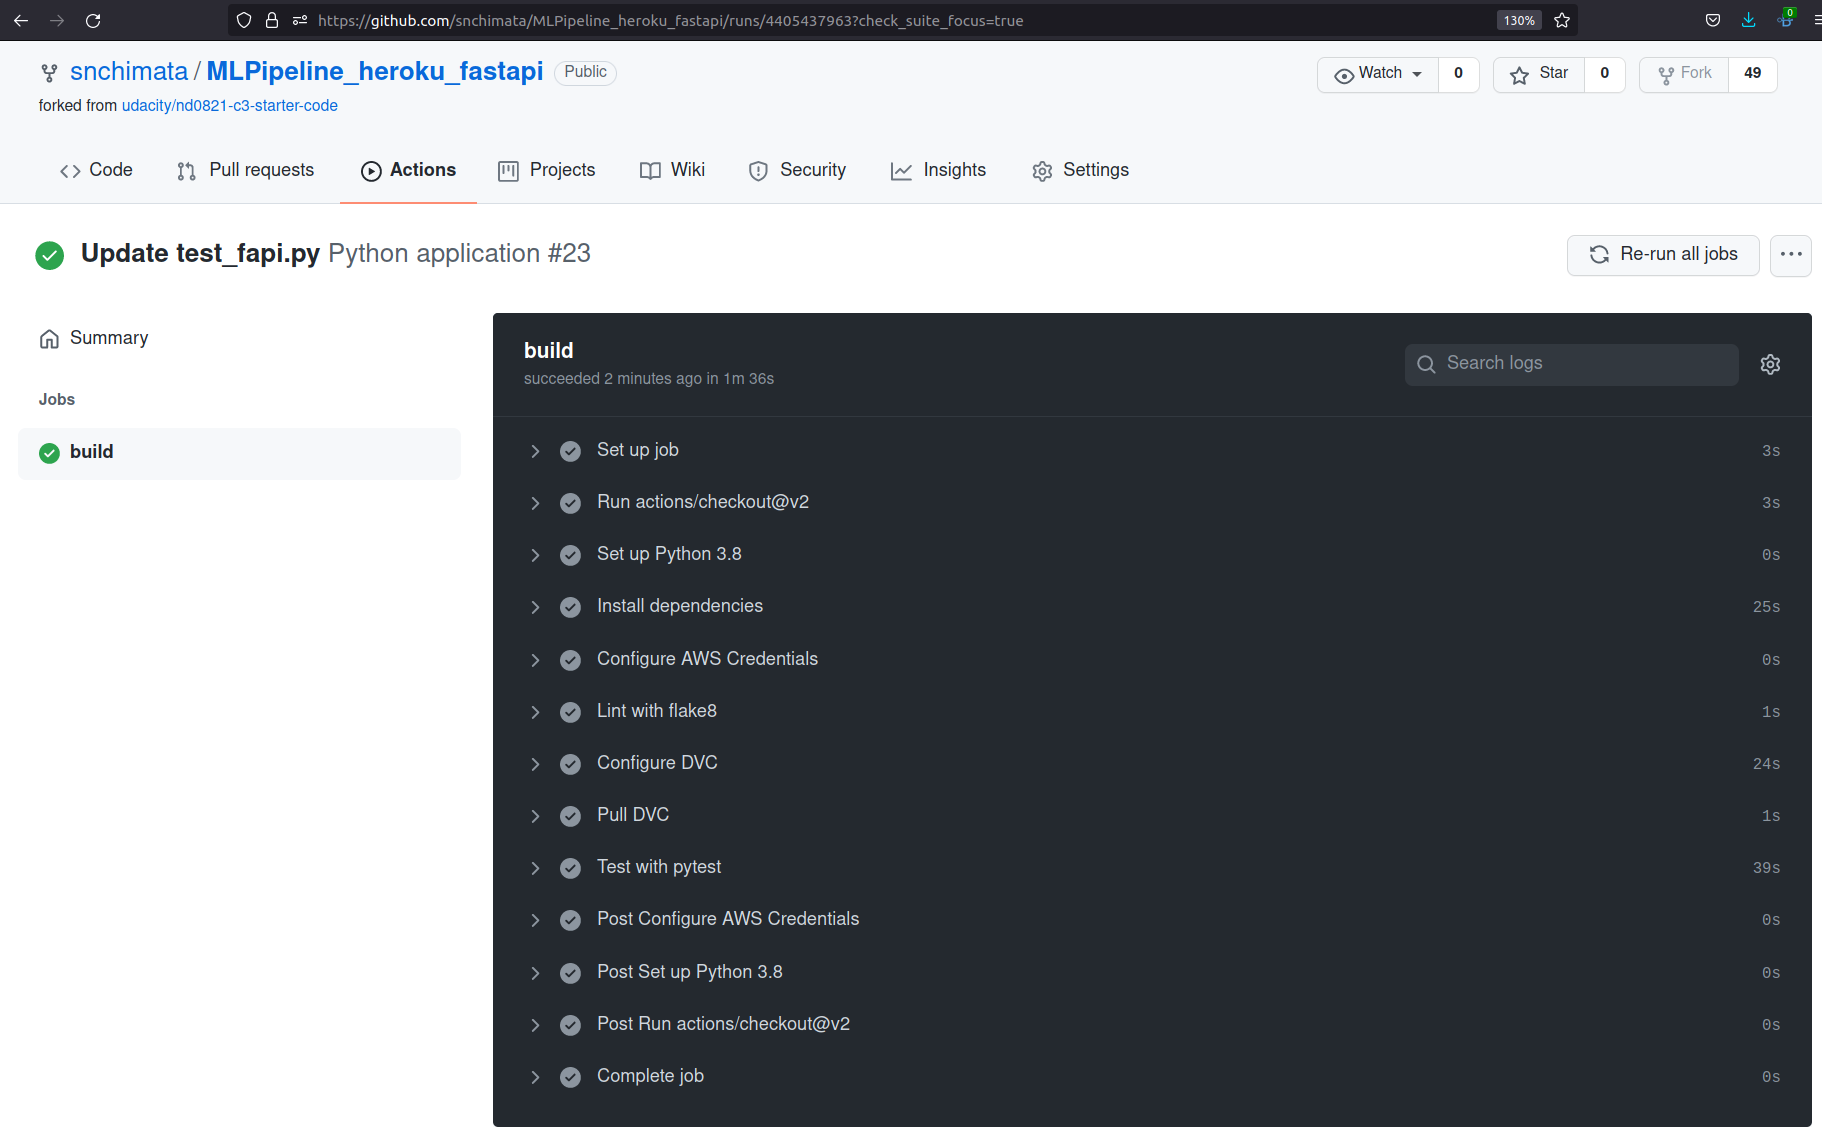 https://github.com/snchimata/MLPipeline_heroku_fastapi/runs/4405437963?check_suite_focus=true 130% 0
snchimata / MLPipeline_heroku_fastapi Public Watch 0 Star 0 Fork 49
forked from udacity/nd0821-c3-starter-code
Code Pull requests Actions Projects Wiki Security Insights Settings
Update test_fapi.py Python application #23 Re-run all jobs
Summary
Jobs
build
build
succeeded 2 minutes ago in 1m 36s
Search logs
Set up job 3s
Run actions/checkout@v2 3s
Set up Python 3.8 0s
Install dependencies 25s
Configure AWS Credentials 0s
Lint with flake8 1s
Configure DVC 24s
Pull DVC 1s
Test with pytest 39s
Post Configure AWS Credentials 0s
Post Set up Python 3.8 0s
Post Run actions/checkout@v2 0s
Complete job 0s